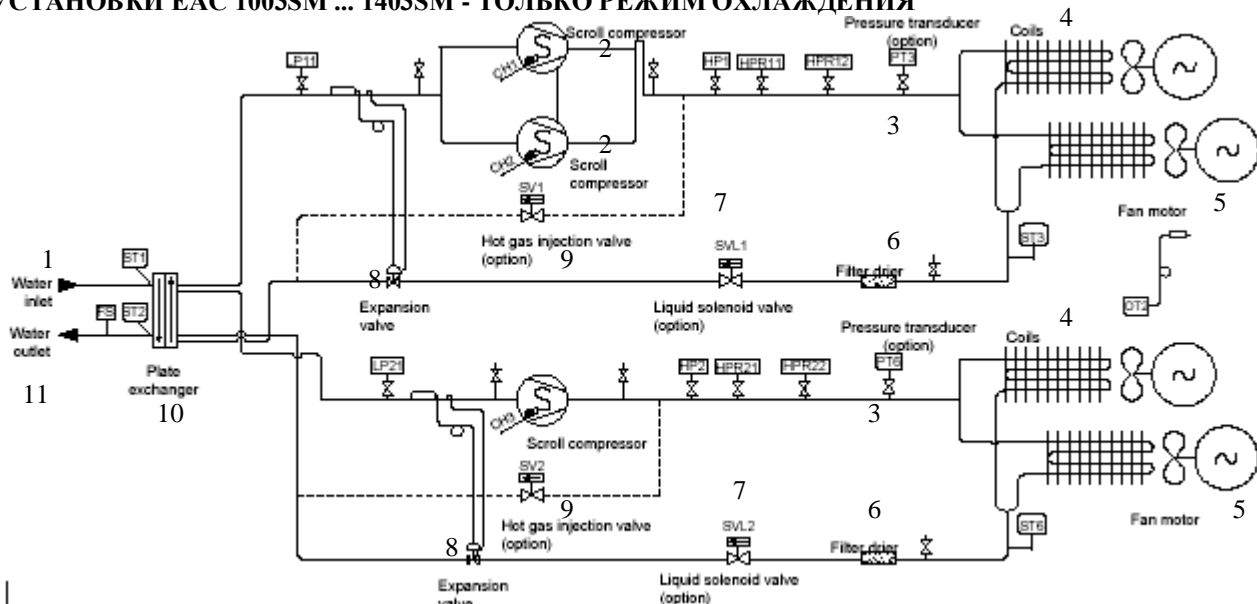 УСТАНОВКИ EAC 1003SM ... 1403SM - ТОЛЬКО РЕЖИМ ОХЛАЖДЕНИЯ
Scroll compressor
2
CH1
LP11
HP1
HPR11
HPR12
Pressure transducer
(option)
PT3
3
Coils
4
2
CH2
Scroll
compressor
SV1
Hot gas injection valve
(option)
9
7
SVL1
Liquid solenoid valve
(option)
6
Filter drier
ST3
Fan motor
5
OT2
1
Water
inlet
ST1
FS
ST2
Water
outlet
11
Plate
exchanger
10
8
Expansion
valve
LP21
CH3
Scroll compressor
HP2
HPR21
HPR22
Pressure transducer
(option)
PT6
3
Coils
4
SV2
Hot gas injection valve
(option)
9
7
SVL2
Liquid solenoid valve
(option)
6
Filter drier
ST6
Fan motor
5
8
Expansion
valve